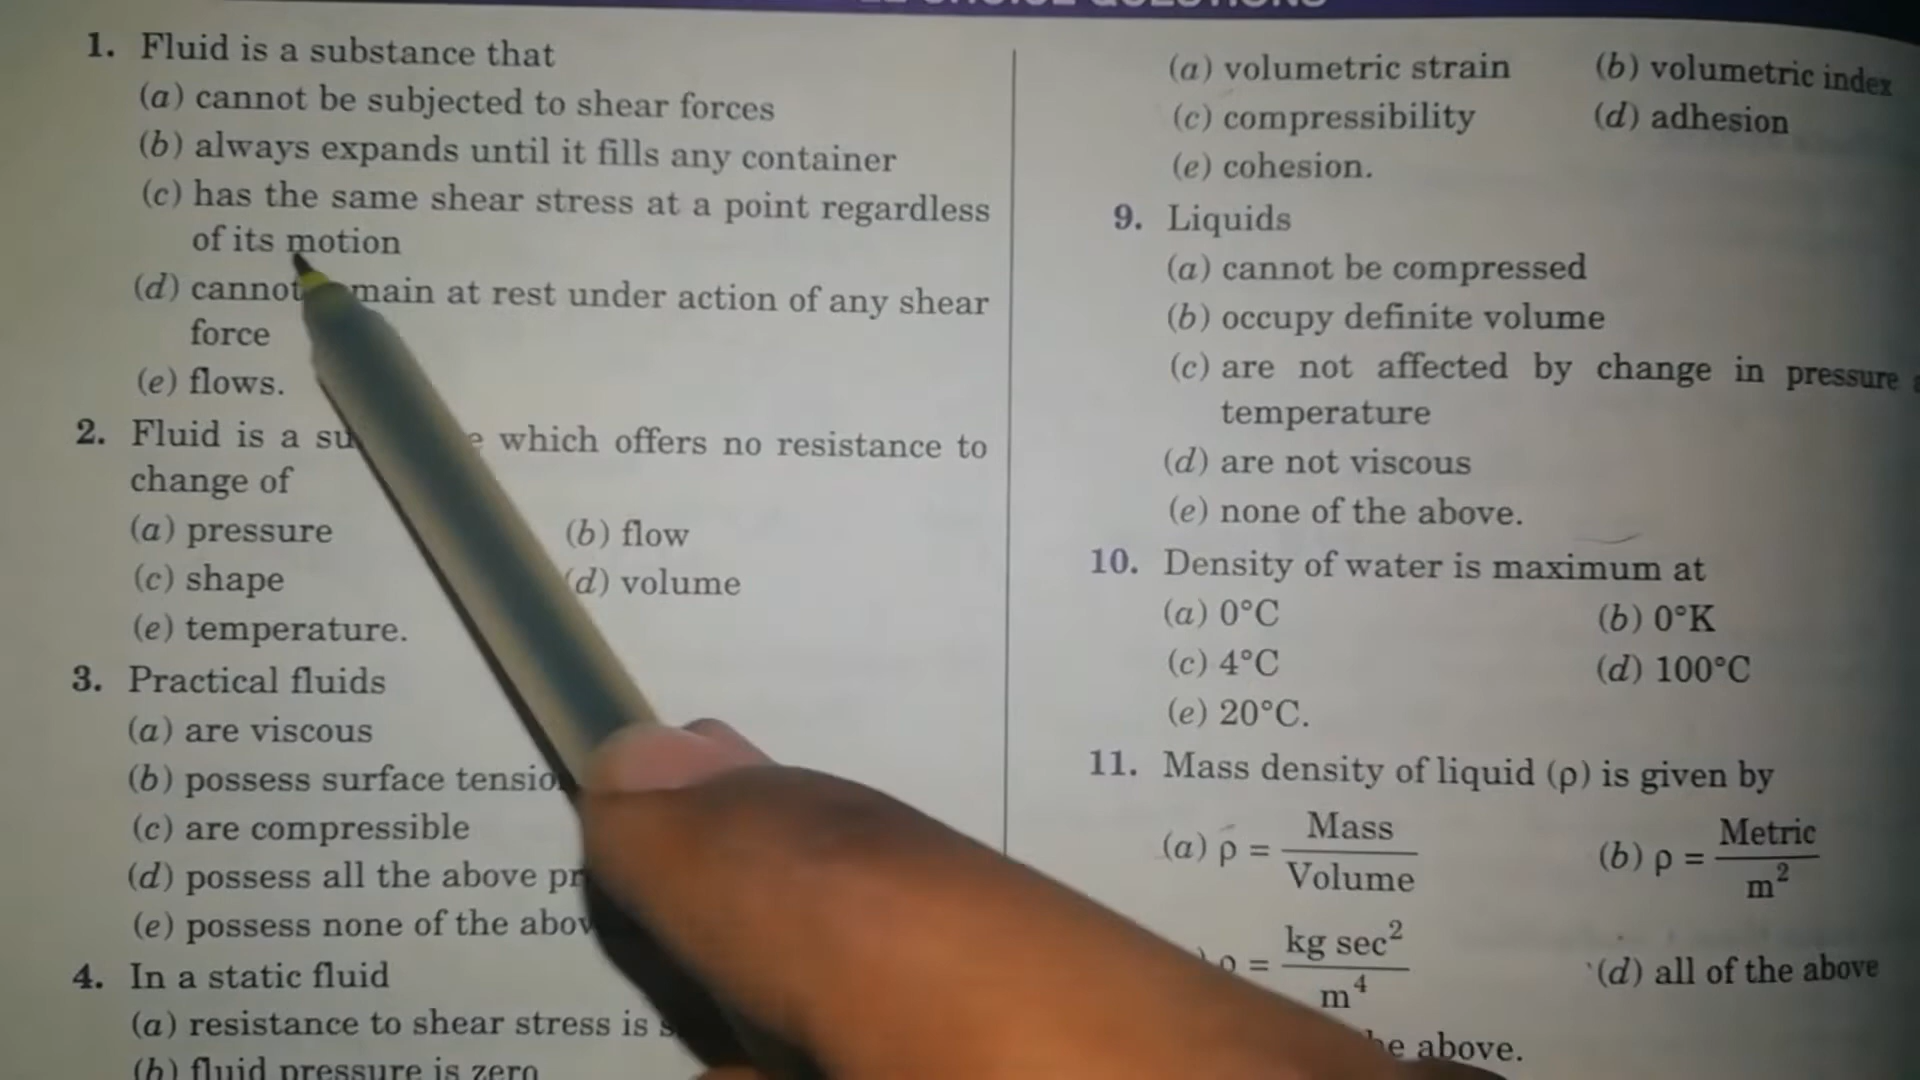 1. Fluid is a substance that
(a) cannot be subjected to shear forces
(b) always expands until it fills any container
(c) has the same shear stress at a point regardless
of its motion
(d) cannot main at rest under action of any shear
force
(e) flows.
2. Fluid is a which offers no resistance to
change of
(a) pressure (b) flow
(c) shape (d) volume
(e) temperature.
3. Practical fluids
(a) are viscous
(b) possess surface tensio
(c) are compressible
(d) possess all the above pr
(e) possess none of the abov
4. In a static fluid
(a) resistance to shear stress is
(b) fluid pressure is zero
(a) volumetric strain (b) volumetric index
(c) compressibility (d) adhesion
(e) cohesion.
9. Liquids
(a) cannot be compressed
(b) occupy definite volume
(c) are not affected by change in pressure
temperature
(d) are not viscous
(e) none of the above.
10. Density of water is maximum at
(a) 0°C (b) 0°K
(c) 4°C (d) 100°C
(e) 20°C.
11. Mass density of liquid (ρ) is given by
(a) ρ = Mass / Volume (b) ρ = Metric / m²
ρ = kg sec² / m⁴ (d) all of the above
above.